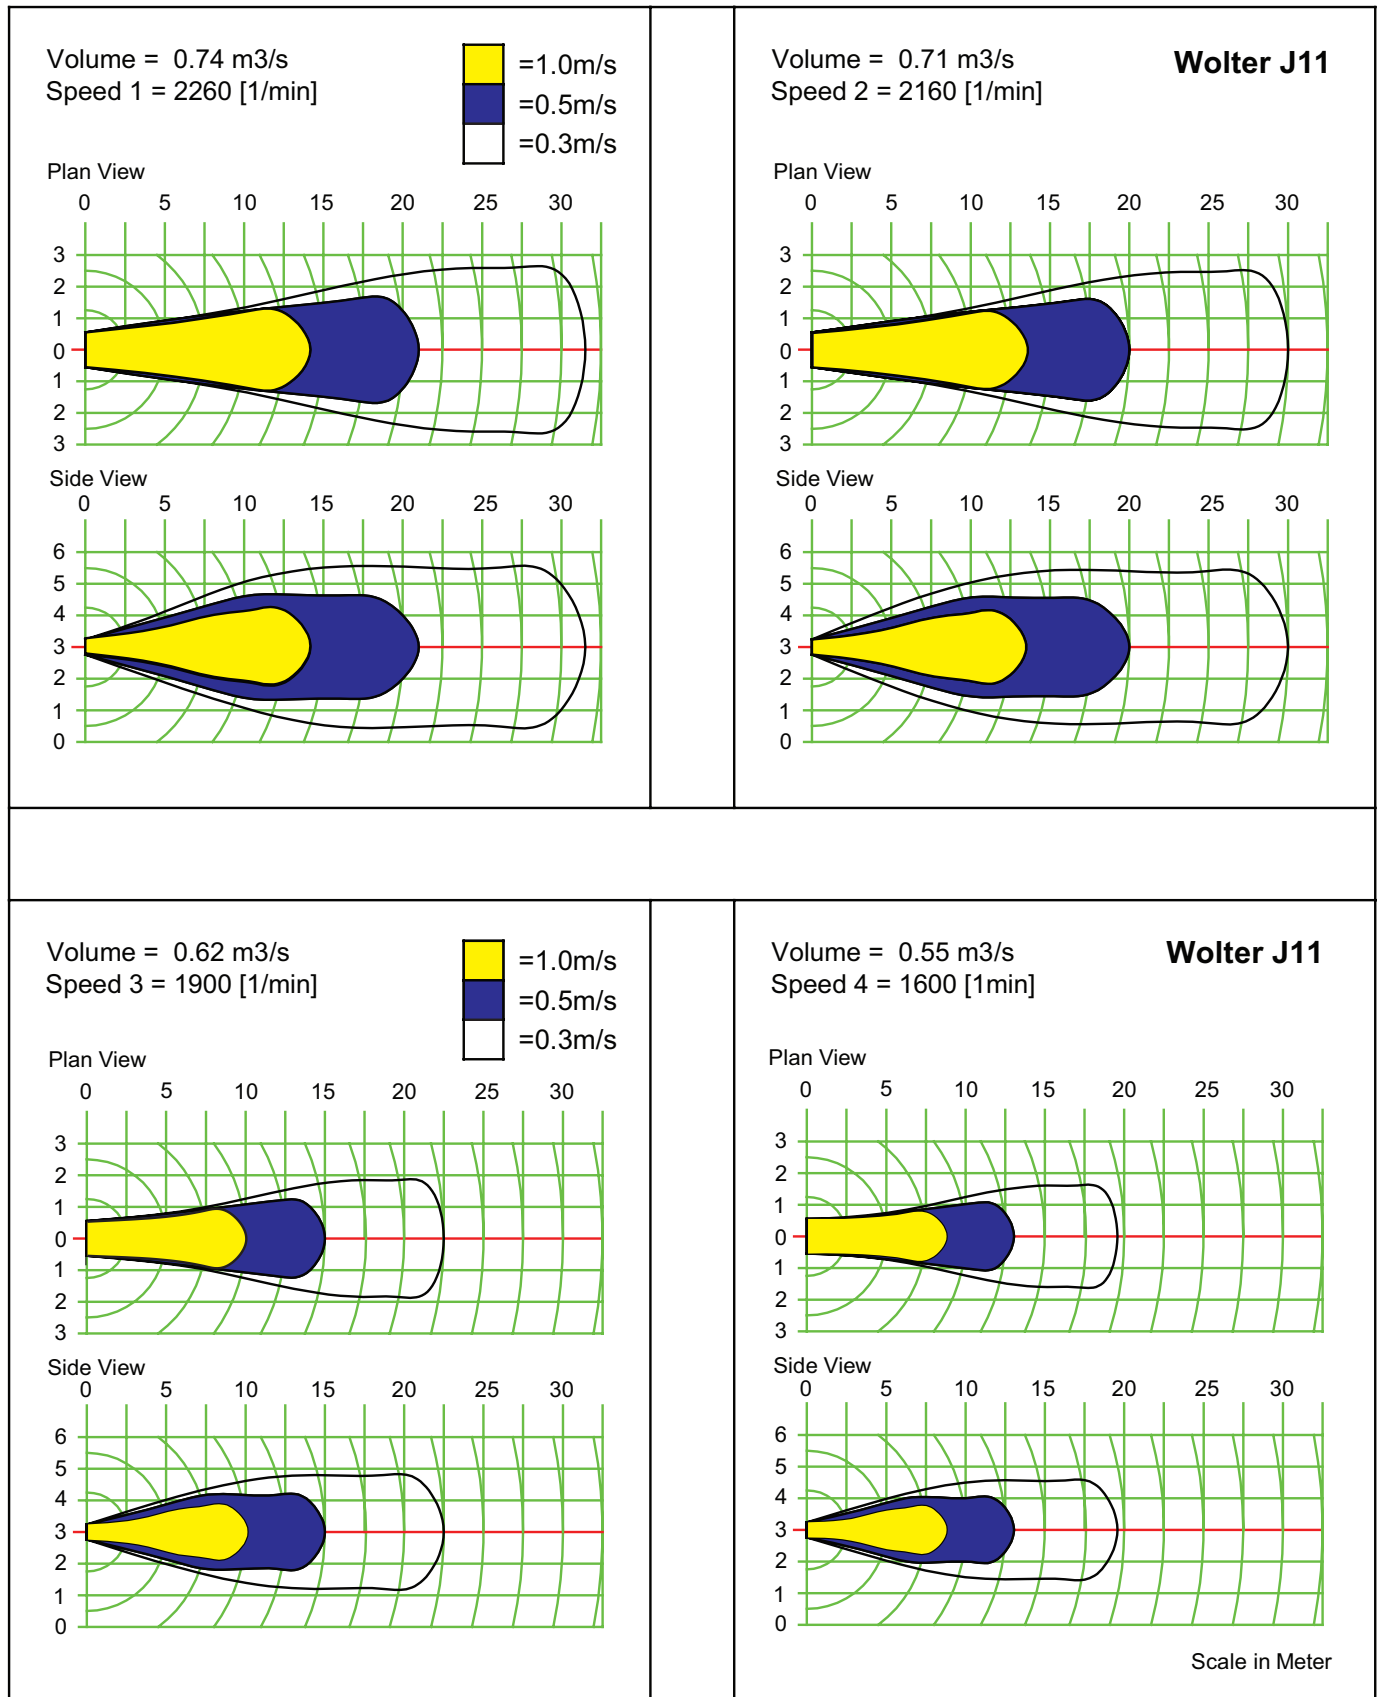 Volume = 0.74 m3/s
Speed 1 = 2260 [1/min]
=1.0m/s
=0.5m/s
=0.3m/s
Plan View
0 5 10 15 20 25 30
3
2
1
0
1
2
3
Side View
0 5 10 15 20 25 30
6
5
4
3
2
1
0
Volume = 0.71 m3/s
Speed 2 = 2160 [1/min]
Wolter J11
Plan View
0 5 10 15 20 25 30
3
2
1
0
1
2
3
Side View
0 5 10 15 20 25 30
6
5
4
3
2
1
0
Volume = 0.62 m3/s
Speed 3 = 1900 [1/min]
=1.0m/s
=0.5m/s
=0.3m/s
Plan View
0 5 10 15 20 25 30
3
2
1
0
1
2
3
Side View
0 5 10 15 20 25 30
6
5
4
3
2
1
0
Volume = 0.55 m3/s
Speed 4 = 1600 [1min]
Wolter J11
Plan View
0 5 10 15 20 25 30
3
2
1
0
1
2
3
Side View
0 5 10 15 20 25 30
6
5
4
3
2
1
0
Scale in Meter